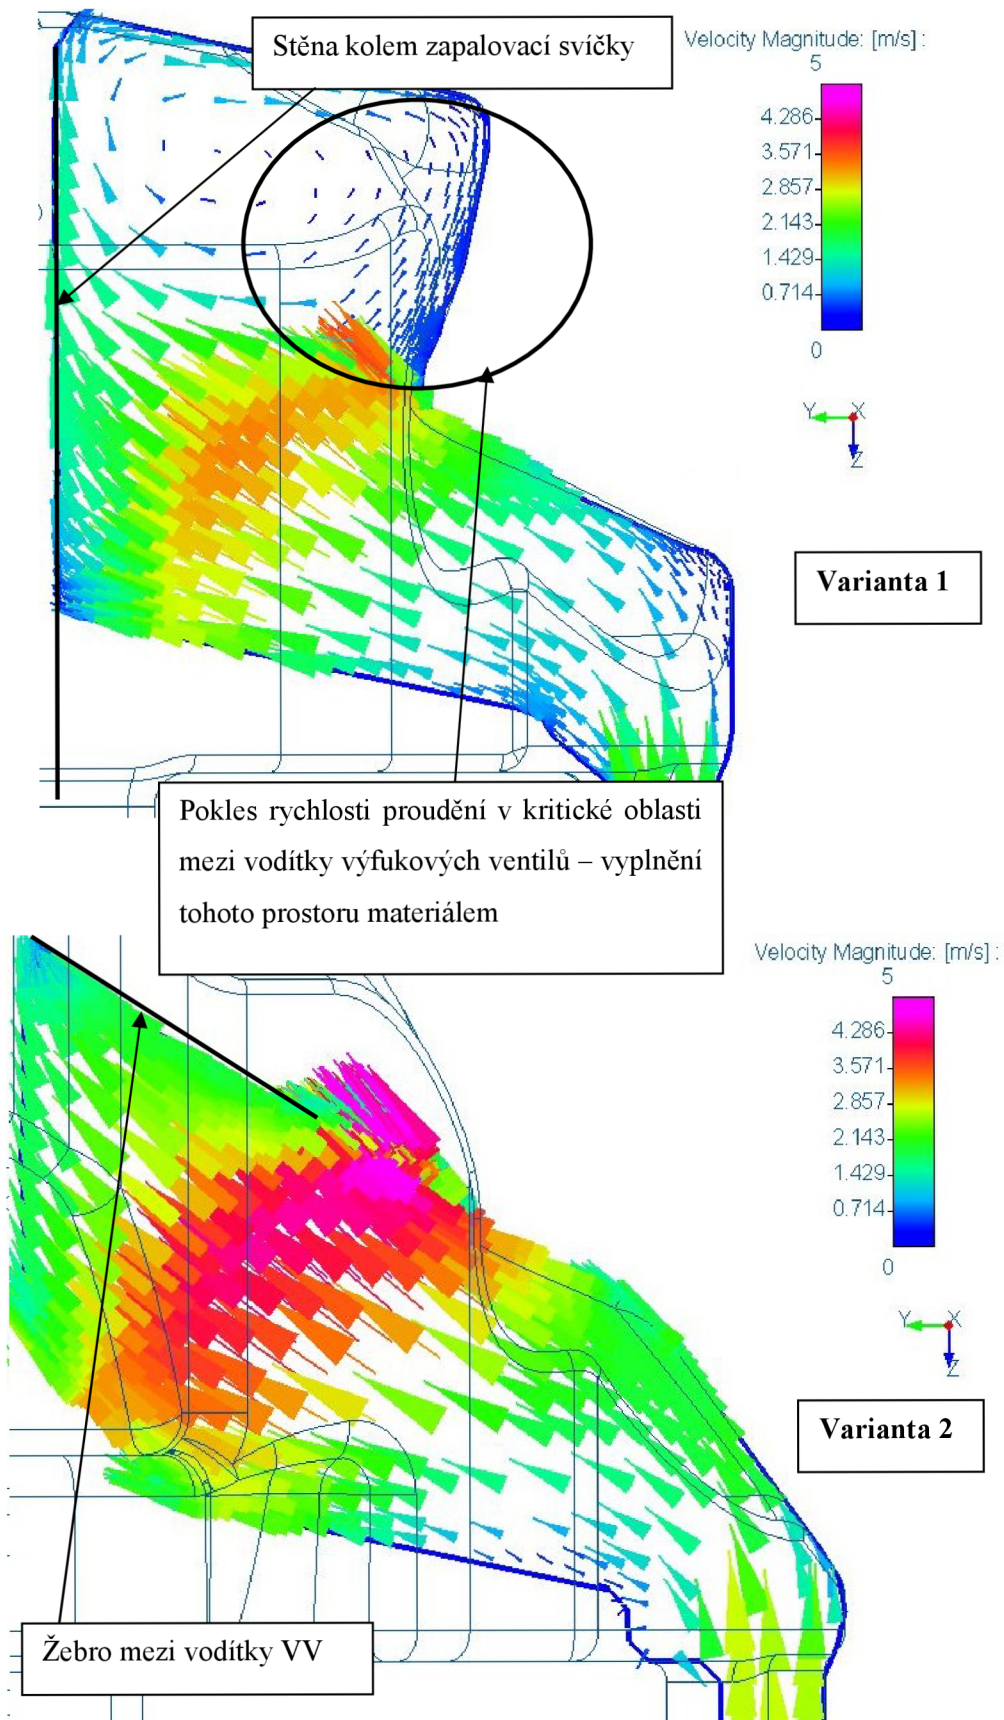 Stěna kolem zapalovací svíčky
Velocity Magnitude: [m/s] :
5
4.286
3.571
2.857
2.143
1.429
0.714
0
Y X
Z
Varianta 1
Pokles rychlosti proudění v kritické oblasti
mezi vodítky výfukových ventilů – vyplnění
tohoto prostoru materiálem
Velocity Magnitude: [m/s] :
5
4.286
3.571
2.857
2.143
1.429
0.714
0
Y X
Z
Varianta 2
Žebro mezi vodítky VV